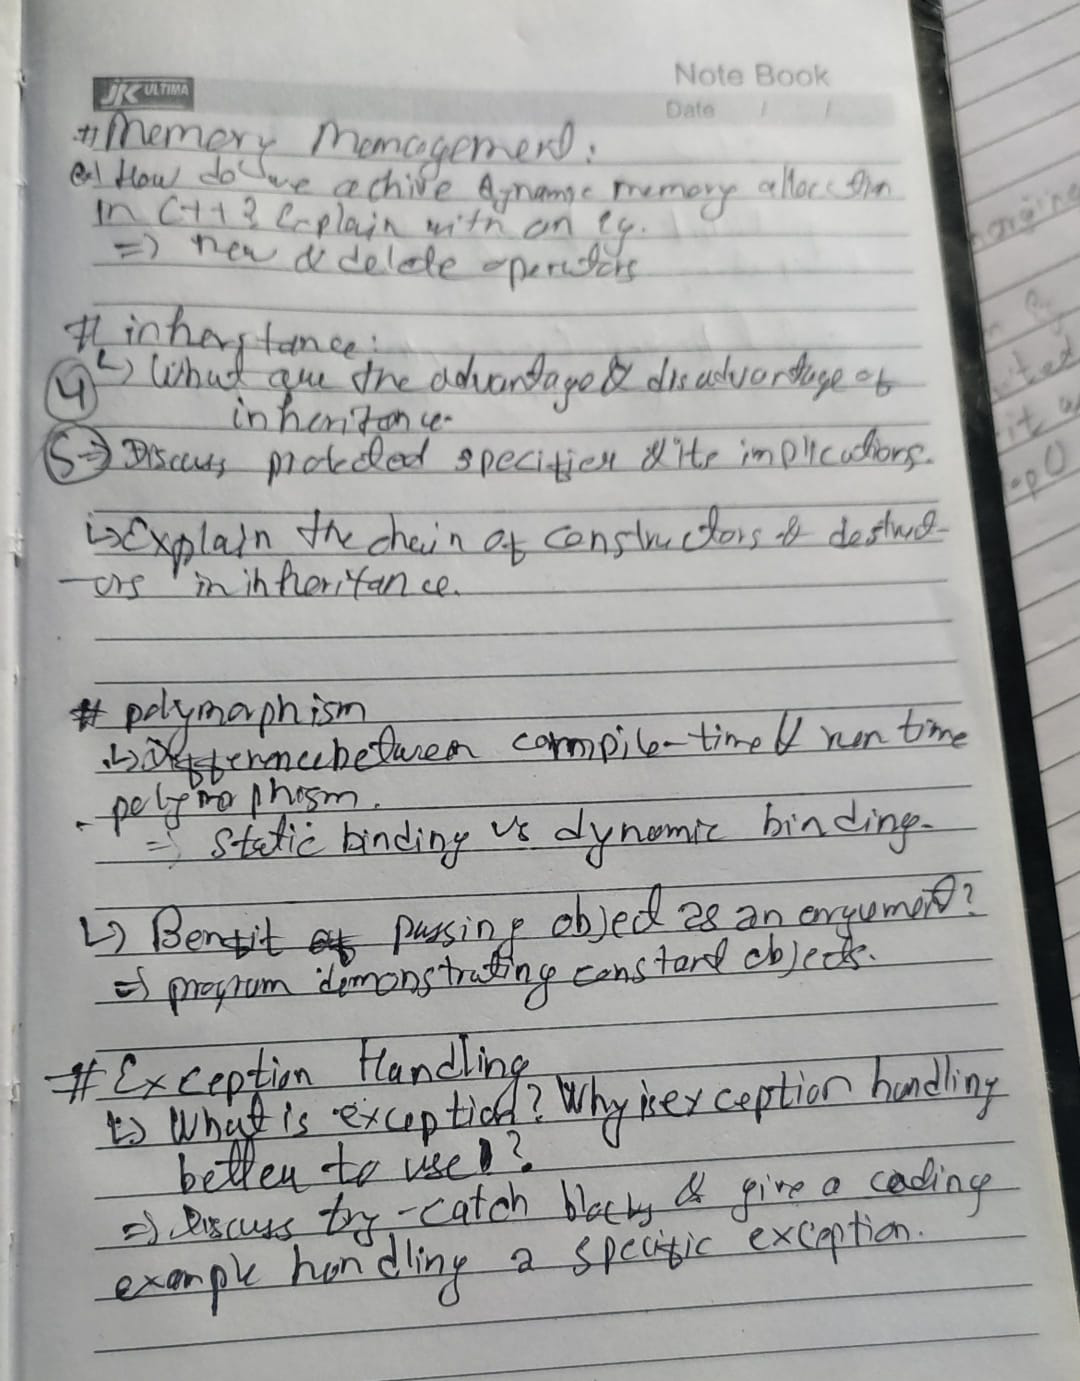 JK ULTIMA
Note Book
Date / /
# Memory Management:
Q) How do we achive dynamic memory allocation
in C++? Explain with an eg.
=> new & delete operators
# inheritance:
4 ↳ What are the advantage & disadvantage of
inheritance.
5 => Discuss protected specifier & its implications.
↳ Explain the chain of constructors & destruct-
-ors in inheritance.
# polymorphism
↳ Difference between compile-time & run time
polymorphism.
=> Static binding vs dynamic binding.
↳ Benfit of passing object as an argument?
=> program demonstrating constant objects.
# Exception Handling
↳ What is exception? Why is exception handling
better to use?
=> Discuss try-catch blocks & give a coding
example handling a specific exception.